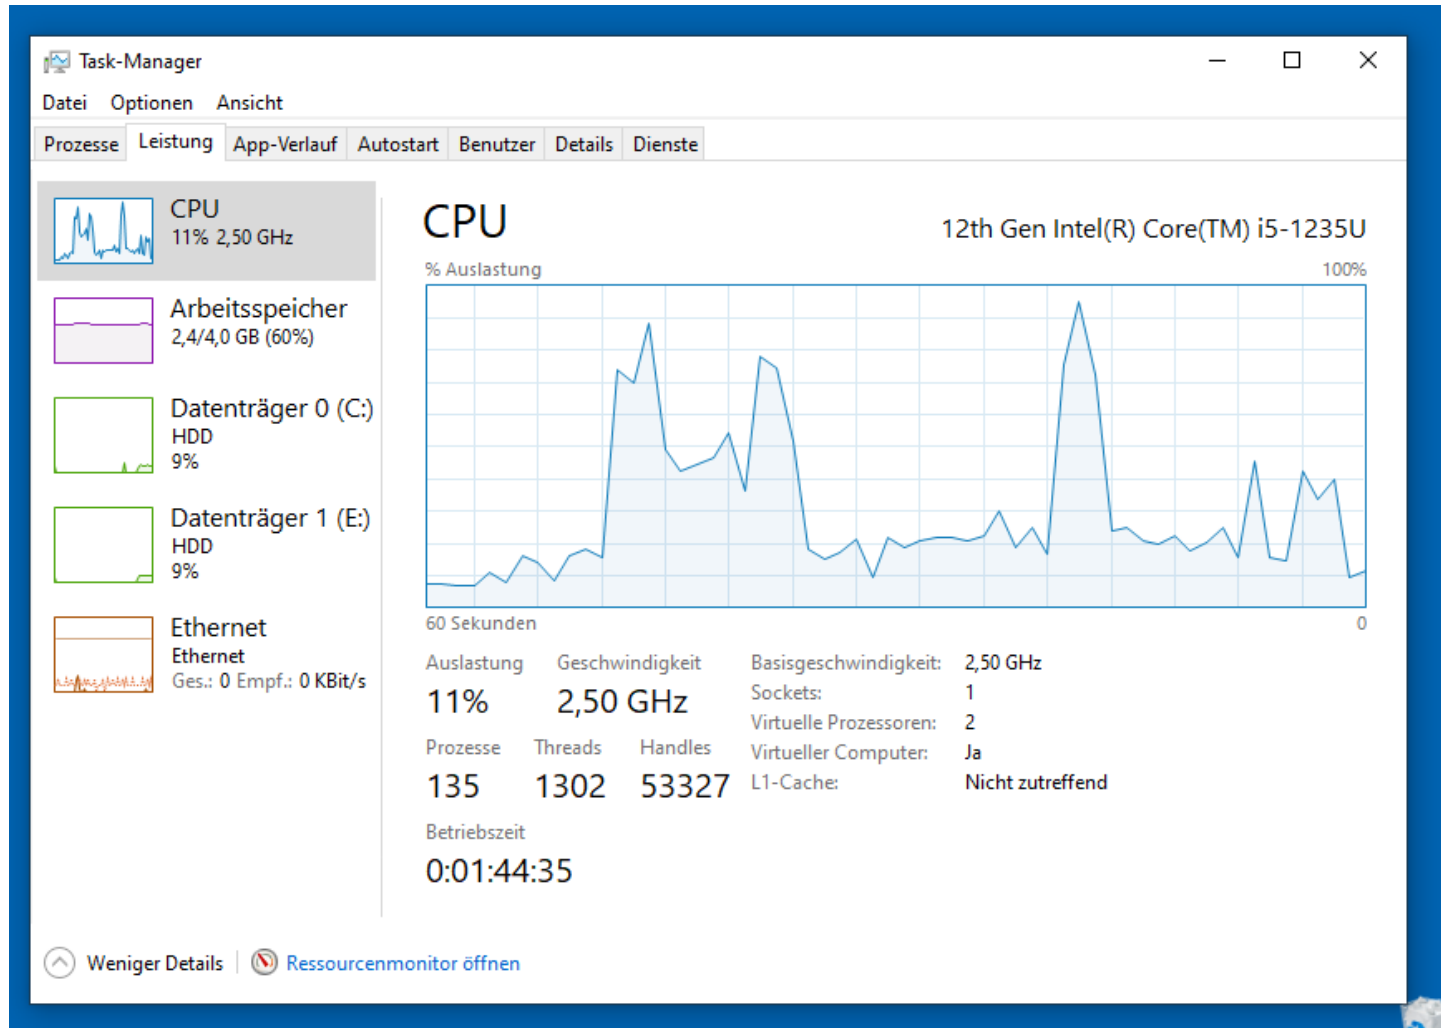 Task-Manager
Datei Optionen Ansicht
Prozesse Leistung App-Verlauf Autostart Benutzer Details Dienste
CPU
11% 2,50 GHz
Arbeitsspeicher
2,4/4,0 GB (60%)
Datenträger 0 (C:)
HDD
9%
Datenträger 1 (E:)
HDD
9%
Ethernet
Ethernet
Ges.: 0 Empf.: 0 KBit/s
CPU 12th Gen Intel(R) Core(TM) i5-1235U
% Auslastung 100%
60 Sekunden 0
Auslastung Geschwindigkeit
11% 2,50 GHz
Prozesse Threads Handles
135 1302 53327
Betriebszeit
0:01:44:35
Basisgeschwindigkeit: 2,50 GHz
Sockets: 1
Virtuelle Prozessoren: 2
Virtueller Computer: Ja
L1-Cache: Nicht zutreffend
Weniger Details Ressourcenmonitor öffnen